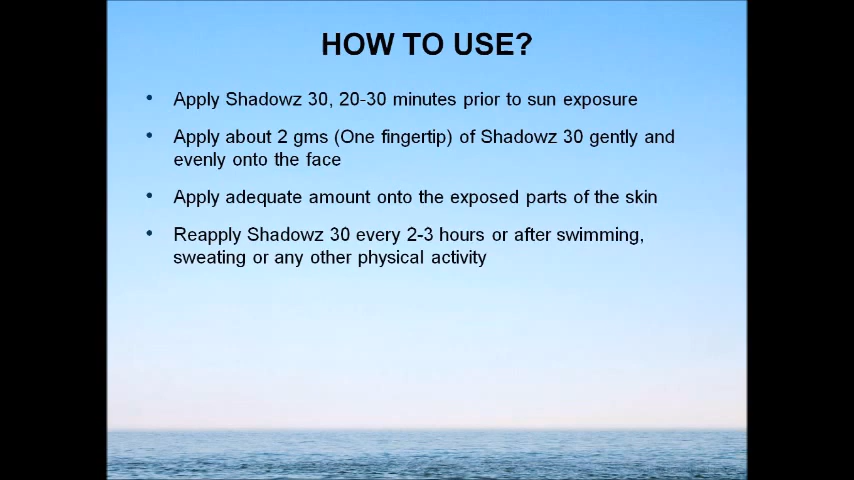 HOW TO USE?
• Apply Shadowz 30, 20-30 minutes prior to sun exposure
• Apply about 2 gms (One fingertip) of Shadowz 30 gently and
evenly onto the face
• Apply adequate amount onto the exposed parts of the skin
• Reapply Shadowz 30 every 2-3 hours or after swimming,
sweating or any other physical activity